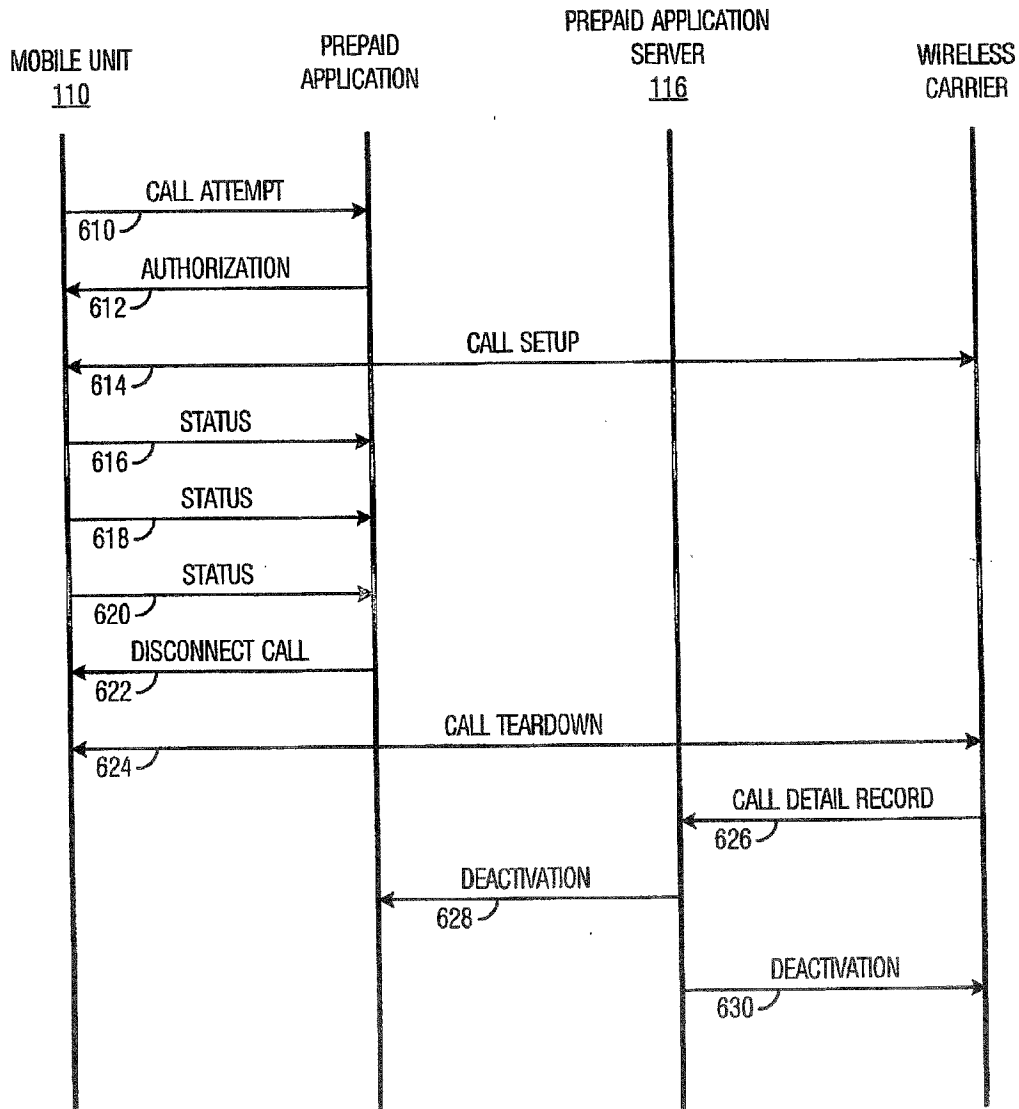 MOBILE UNIT
110
PREPAID
APPLICATION
PREPAID APPLICATION
SERVER
116
WIRELESS
CARRIER
CALL ATTEMPT
610
AUTHORIZATION
612
CALL SETUP
614
STATUS
616
STATUS
618
STATUS
620
DISCONNECT CALL
622
CALL TEARDOWN
624
CALL DETAIL RECORD
626
DEACTIVATION
628
DEACTIVATION
630